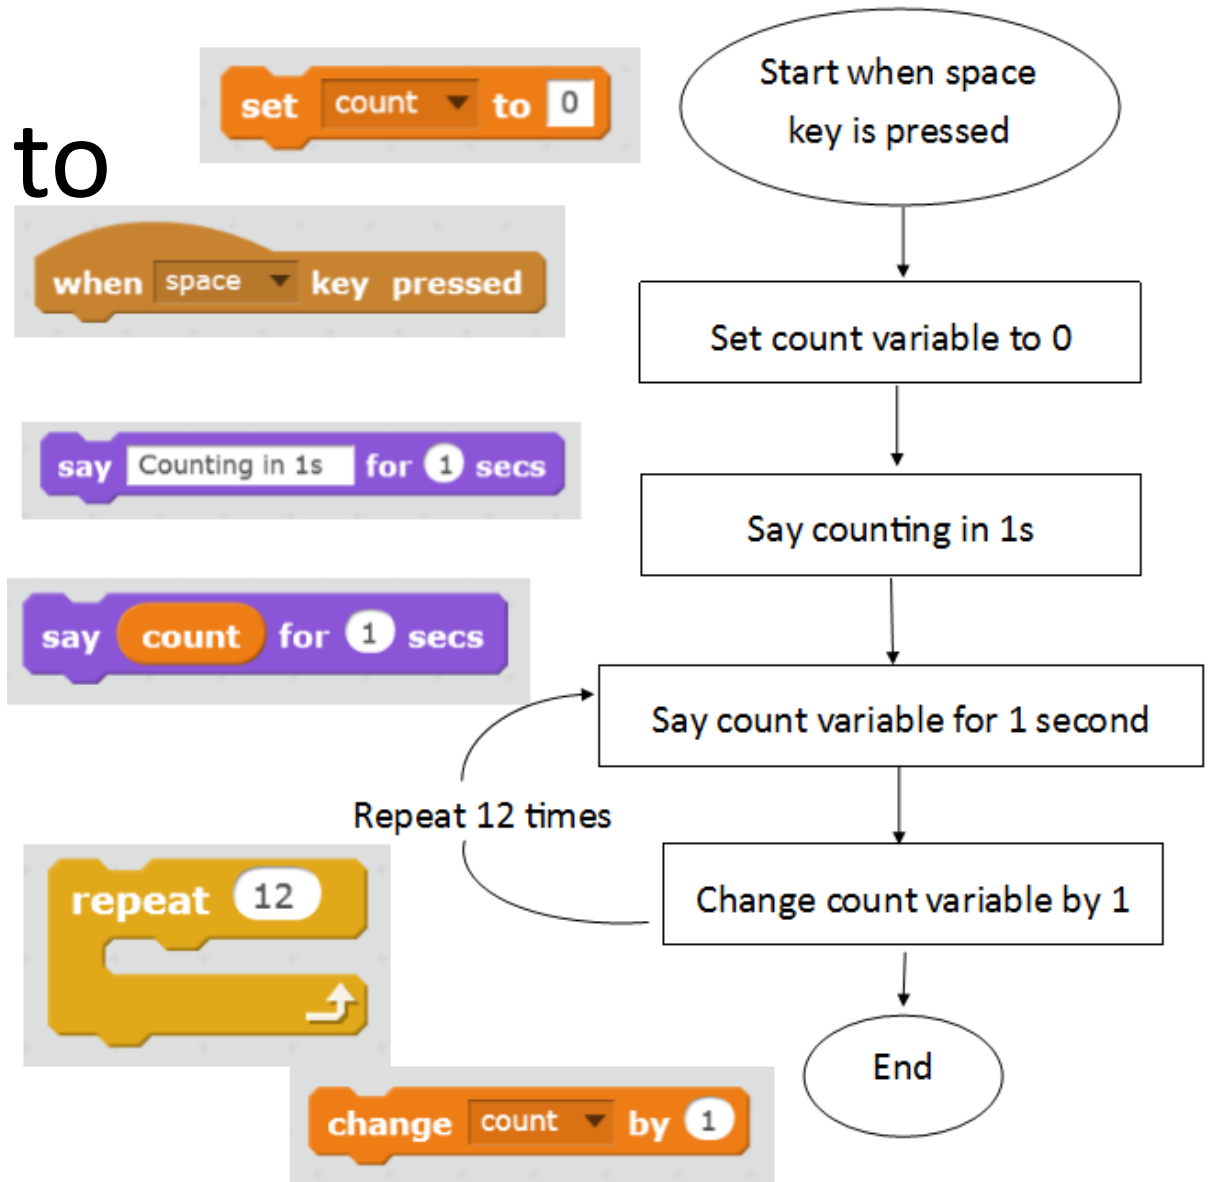 set count to 0
to
when space key pressed
say Counting in 1s for 1 secs
say count for 1 secs
repeat 12
change count by 1
Start when space
key is pressed
Set count variable to 0
Say counting in 1s
Say count variable for 1 second
Repeat 12 times
Change count variable by 1
End